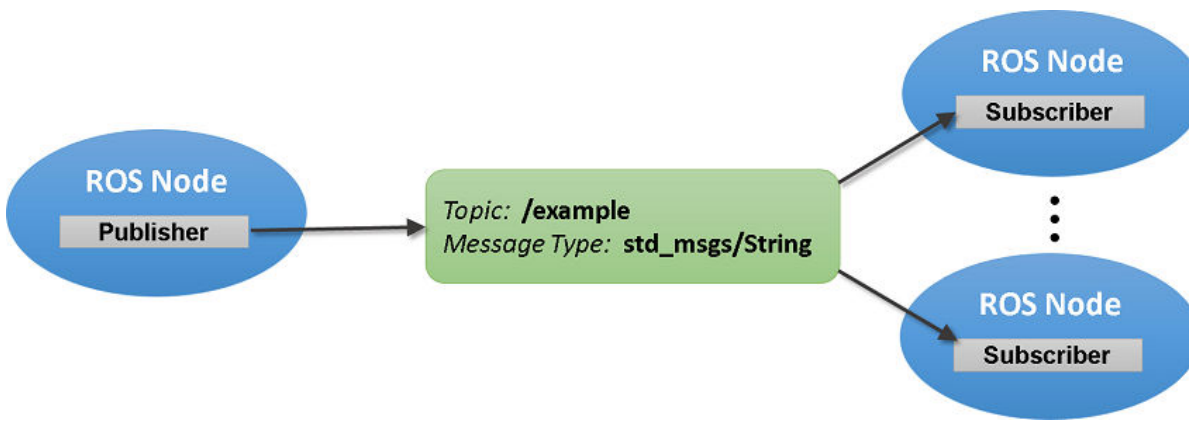 ROS Node
Publisher
Topic: /example
Message Type: std_msgs/String
ROS Node
Subscriber
ROS Node
Subscriber